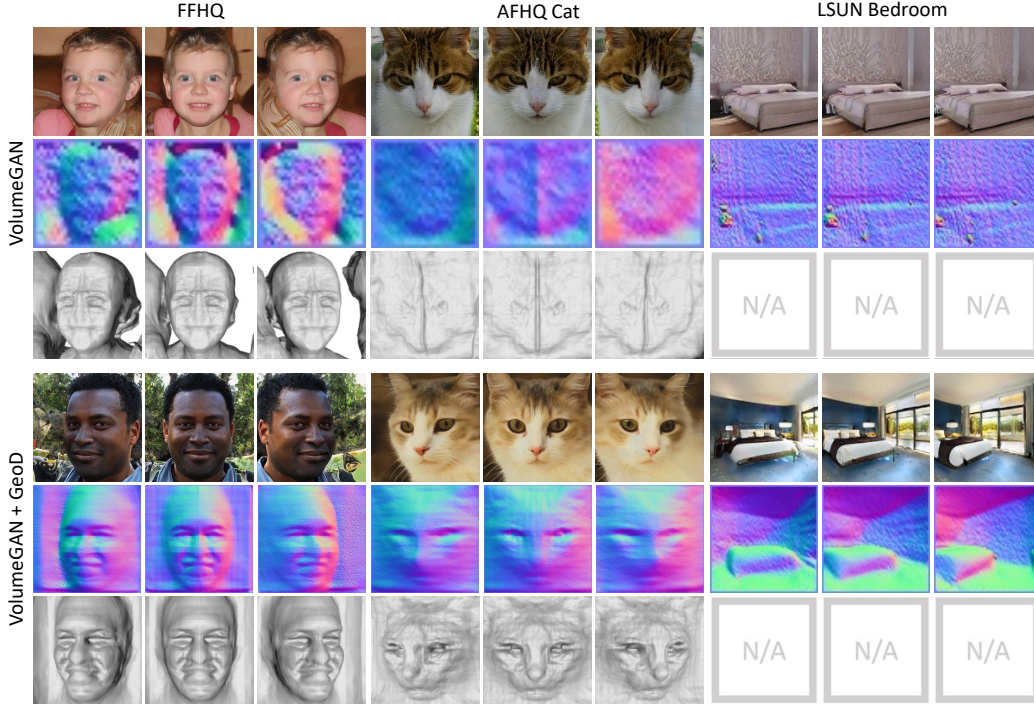 FFHQ
AFHQ Cat
LSUN Bedroom
VolumeGAN
N/A
N/A
N/A
VolumeGAN + GeoD
N/A
N/A
N/A